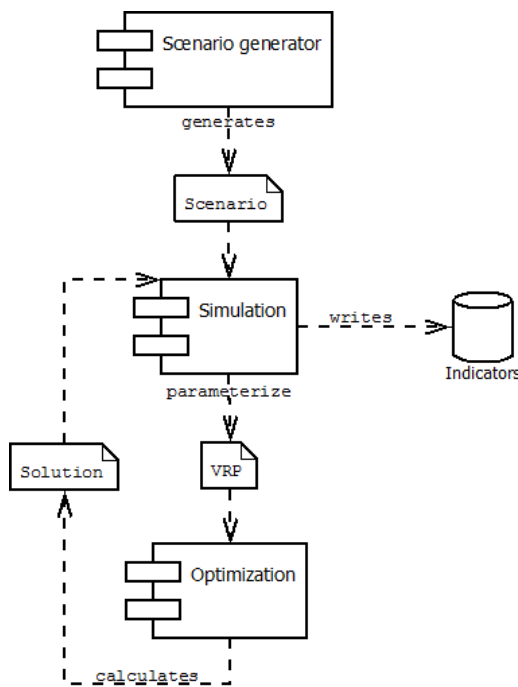 Scenario generator
generates
Scenario
Simulation
writes
Indicators
parameterize
Solution
VRP
Optimization
calculates